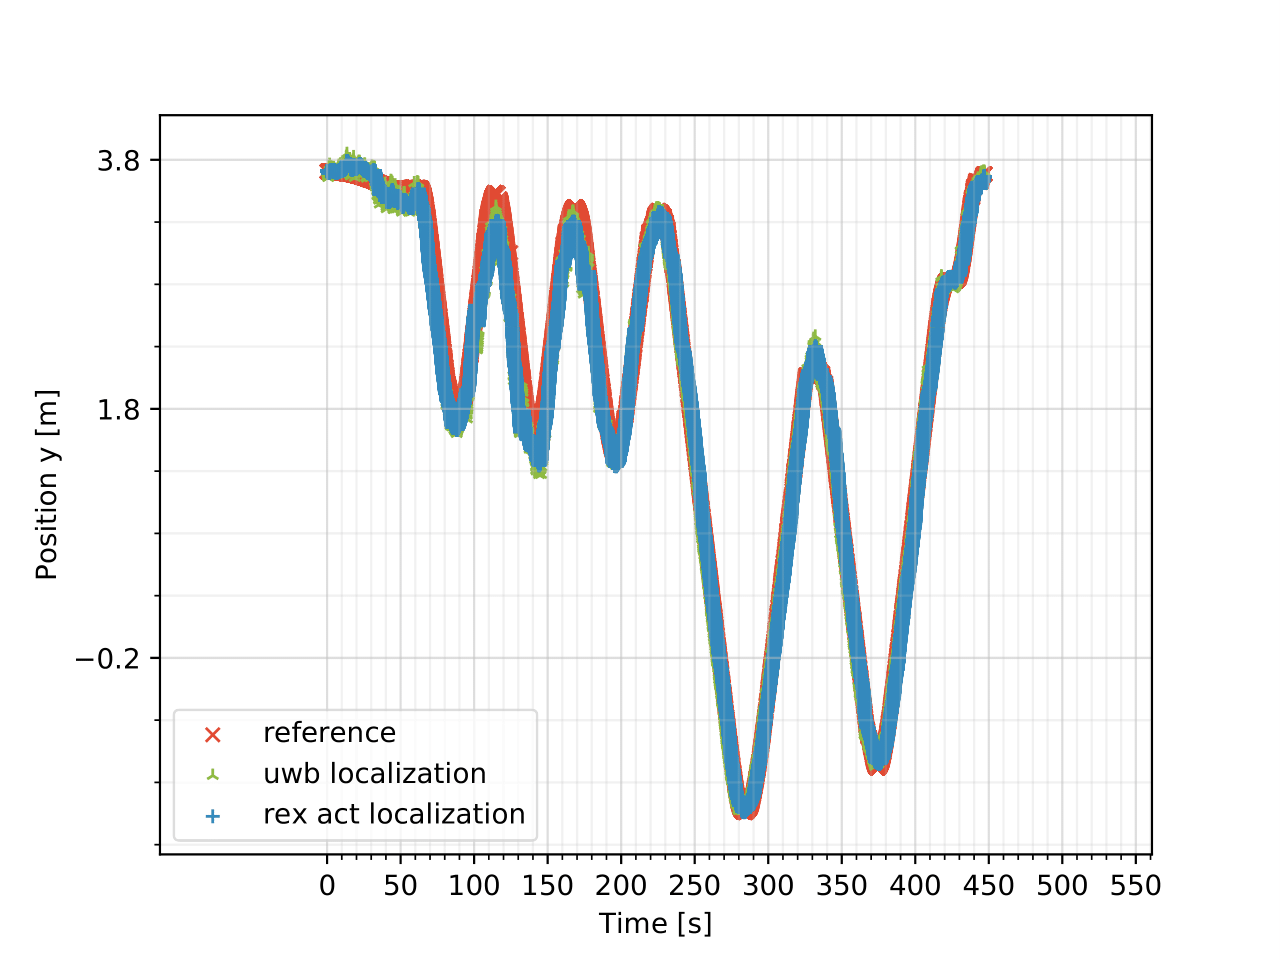 3.8
1.8
−0.2
Position y [m]
reference
uwb localization
rex act localization
0 50 100 150 200 250 300 350 400 450 500 550
Time [s]